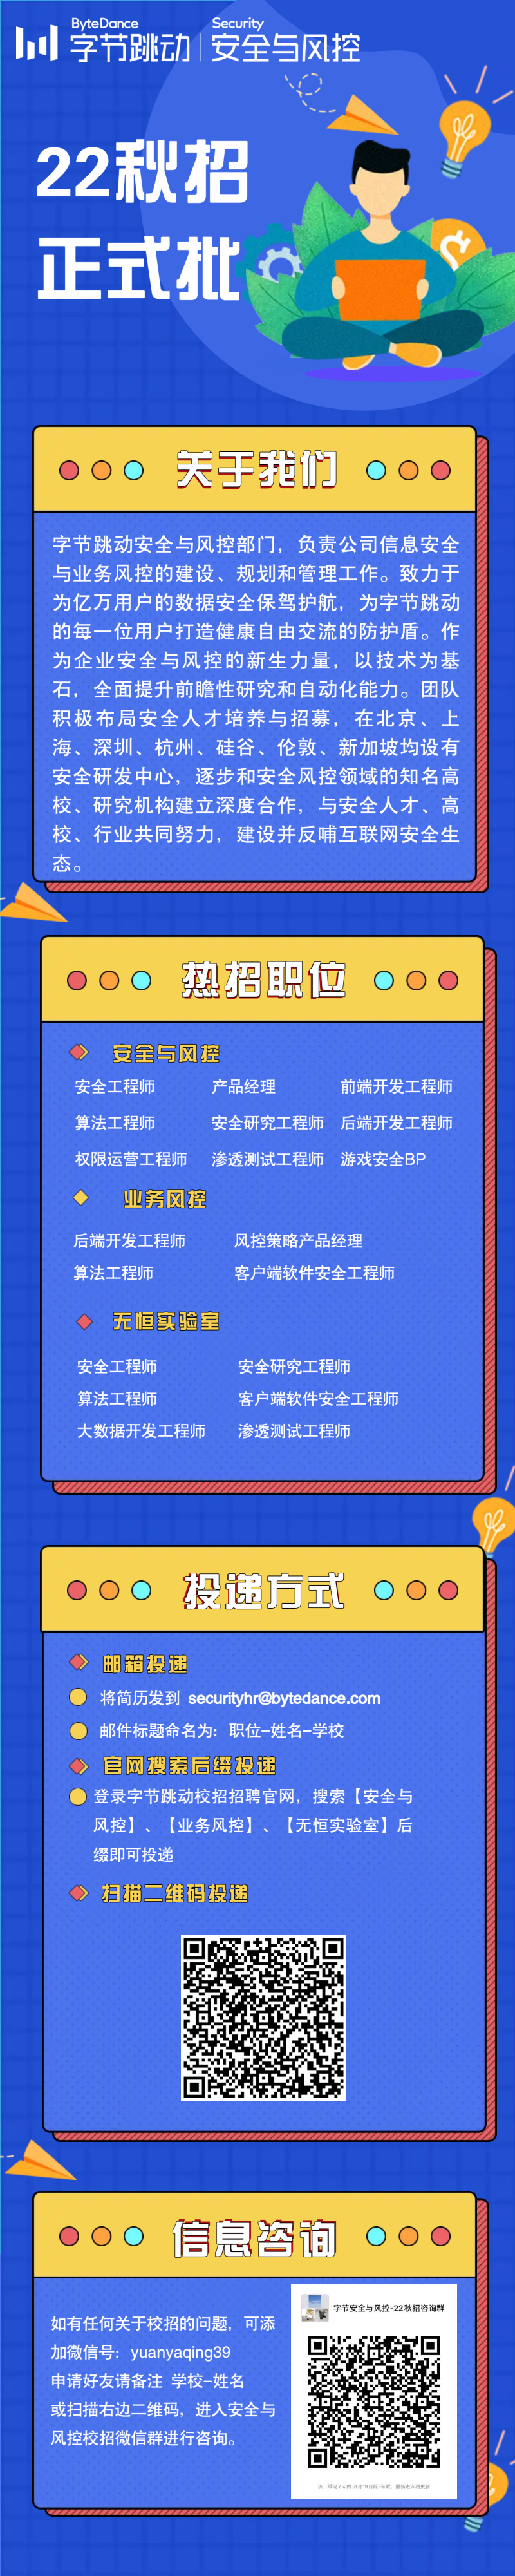 ByteDance Security
字节跳动 安全与风控
22秋招
正式批
关于我们
字节跳动安全与风控部门，负责公司信息安全
与业务风控的建设、规划和管理工作。致力于
为亿万用户的数据安全保驾护航，为字节跳动
的每一位用户打造健康自由交流的防护盾。作
为企业安全与风控的新生力量，以技术为基
石，全面提升前瞻性研究和自动化能力。团队
积极布局安全人才培养与招募，在北京、上
海、深圳、杭州、硅谷、伦敦、新加坡均设有
安全研发中心，逐步和安全风控领域的知名高
校、研究机构建立深度合作，与安全人才、高
校、行业共同努力，建设并反哺互联网安全生
态。
热招职位
安全与风控
安全工程师 产品经理 前端开发工程师
算法工程师 安全研究工程师 后端开发工程师
权限运营工程师 渗透测试工程师 游戏安全BP
业务风控
后端开发工程师 风控策略产品经理
算法工程师 客户端软件安全工程师
无恒实验室
安全工程师 安全研究工程师
算法工程师 客户端软件安全工程师
大数据开发工程师 渗透测试工程师
投递方式
邮箱投递
将简历发到 securityhr@bytedance.com
邮件标题命名为：职位-姓名-学校
官网搜索后缀投递
登录字节跳动校招招聘官网，搜索【安全与
风控】、【业务风控】、【无恒实验室】后
缀即可投递
扫描二维码投递
信息咨询
如有任何关于校招的问题，可添
加微信号：yuanyaqing39
申请好友请备注 学校-姓名
或扫描右边二维码，进入安全与
风控校招微信群进行咨询。
字节安全与风控-22秋招咨询群